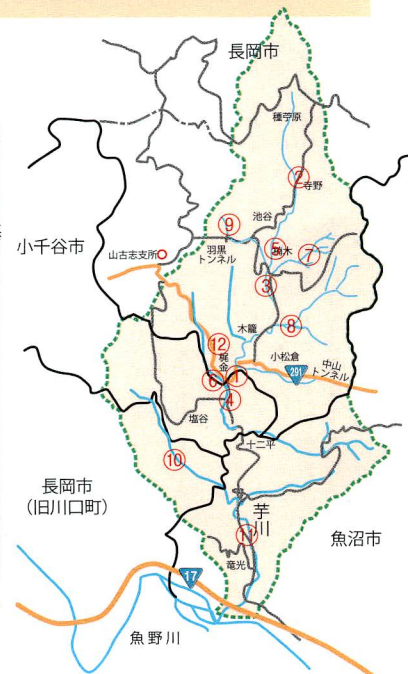 長岡市
種苧原
②
寺野
⑨
池谷
小千谷市
山古志支所
羽黒
トンネル
⑤
楢木
⑦
③
木籠
⑧
⑫
梶金
小松倉
中山
トンネル
291
⑥
①
④
塩谷
十二平
⑩
長岡市
(旧川口町)
芋川
⑪
魚沼市
竜光
17
魚野川